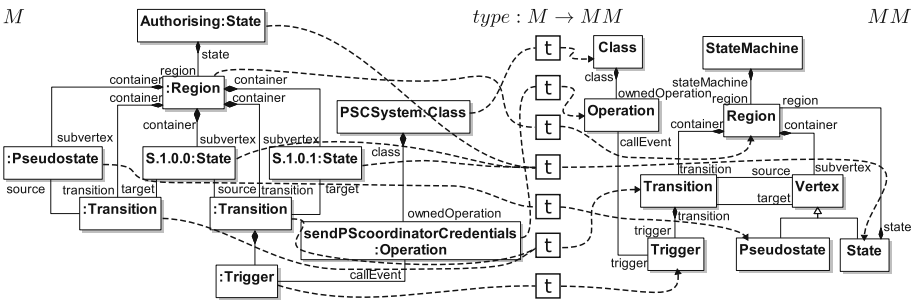 M
type : M → MM
MM
Authorising:State
state
region
container
container
:Region
container
container
container
subvertex
subvertex
subvertex
:Pseudostate
S.1.0.0:State
S.1.0.1:State
source
transition
target
source
transition
target
:Transition
:Transition
:Trigger
PSCSystem:Class
class
ownedOperation
sendPScoordinatorCredentials
:Operation
callEvent
t
t
t
t
t
t
t
Class
class
ownedOperation
Operation
callEvent
StateMachine
stateMachine
region
region
Region
container
container
transition
source
subvertex
Transition
Vertex
target
transition
trigger
trigger
Trigger
Pseudostate
State
state